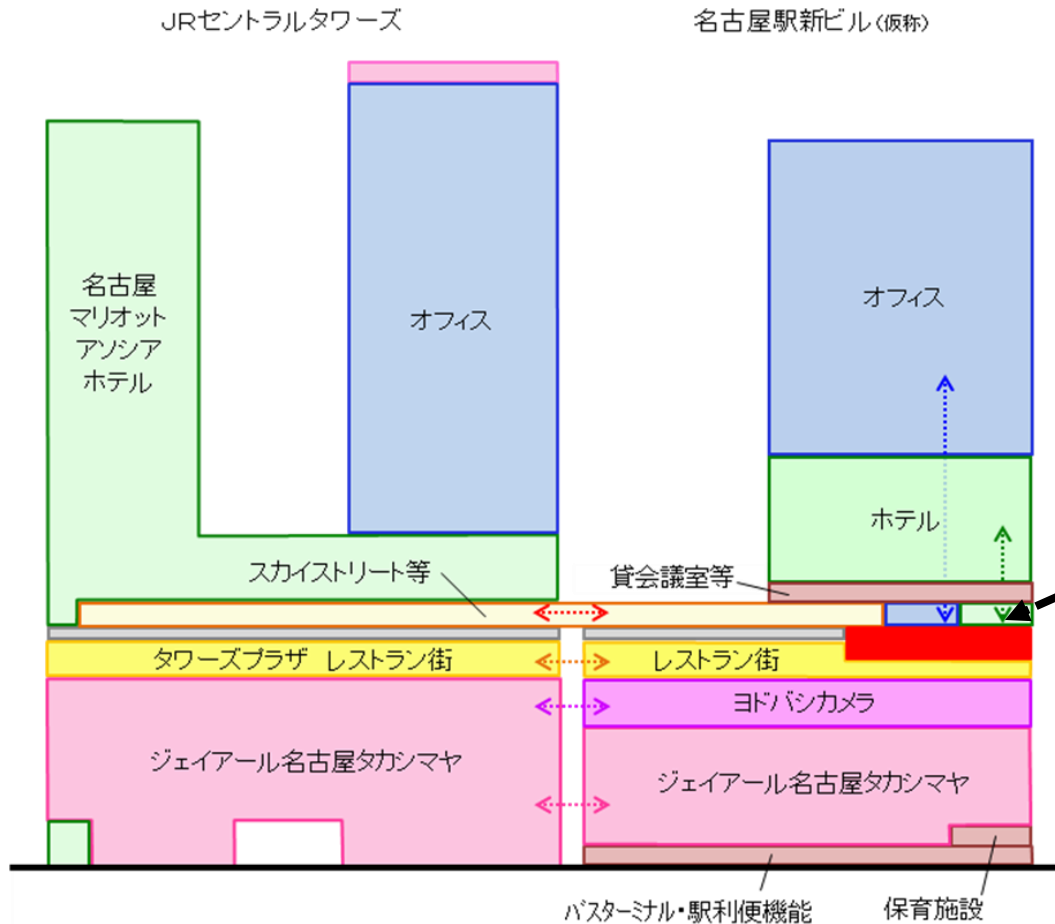 JRセントラルタワーズ
名古屋駅新ビル(仮称)
名古屋
マリオット
アソシア
ホテル
オフィス
オフィス
ホテル
スカイストリート等
貸会議室等
タワーズプラザ レストラン街
レストラン街
ヨドバシカメラ
ジェイアール名古屋タカシマヤ
ジェイアール名古屋タカシマヤ
バスターミナル・駅利便機能
保育施設